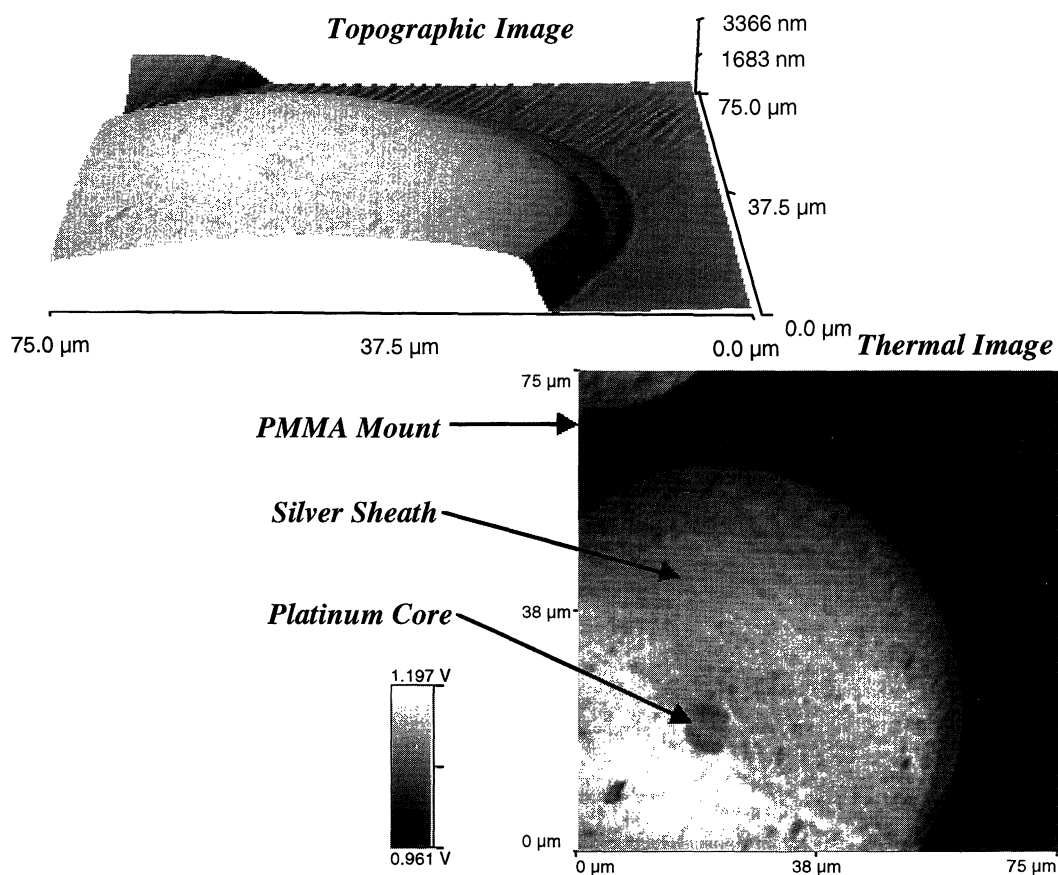 Topographic Image
3366 nm
1683 nm
75.0 µm
37.5 µm
0.0 µm
75.0 µm
37.5 µm
0.0 µm
Thermal Image
75 µm
PMMA Mount
Silver Sheath
38 µm
Platinum Core
1.197 V
0.961 V
0 µm
0 µm
38 µm
75 µm